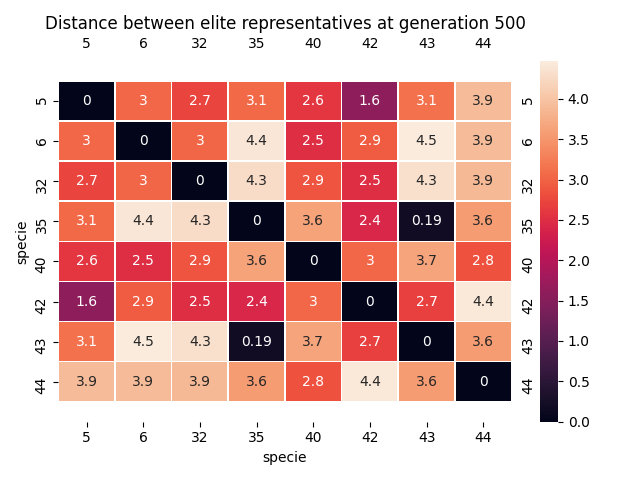 Distance between elite representatives at generation 500
5 6 32 35 40 42 43 44
5 0 3 2.7 3.1 2.6 1.6 3.1 3.9 5
6 3 0 3 4.4 2.5 2.9 4.5 3.9 6
32 2.7 3 0 4.3 2.9 2.5 4.3 3.9 32
35 3.1 4.4 4.3 0 3.6 2.4 0.19 3.6 35
specie
40 2.6 2.5 2.9 3.6 0 3 3.7 2.8 40
42 1.6 2.9 2.5 2.4 3 0 2.7 4.4 42
43 3.1 4.5 4.3 0.19 3.7 2.7 0 3.6 43
44 3.9 3.9 3.9 3.6 2.8 4.4 3.6 0 44
5 6 32 35 40 42 43 44
specie
4.0
3.5
3.0
2.5
2.0
1.5
1.0
0.5
0.0